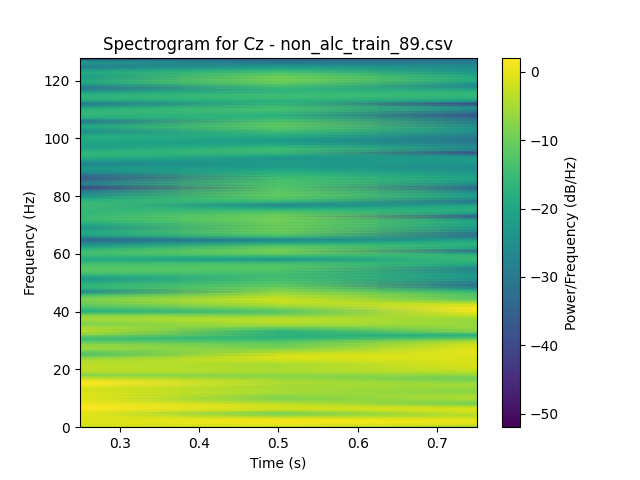 Spectrogram for Cz - non_alc_train_89.csv
120
100
80
60
40
20
0
Frequency (Hz)
0.3 0.4 0.5 0.6 0.7
Time (s)
0
−10
−20
−30
−40
−50
Power/Frequency (dB/Hz)